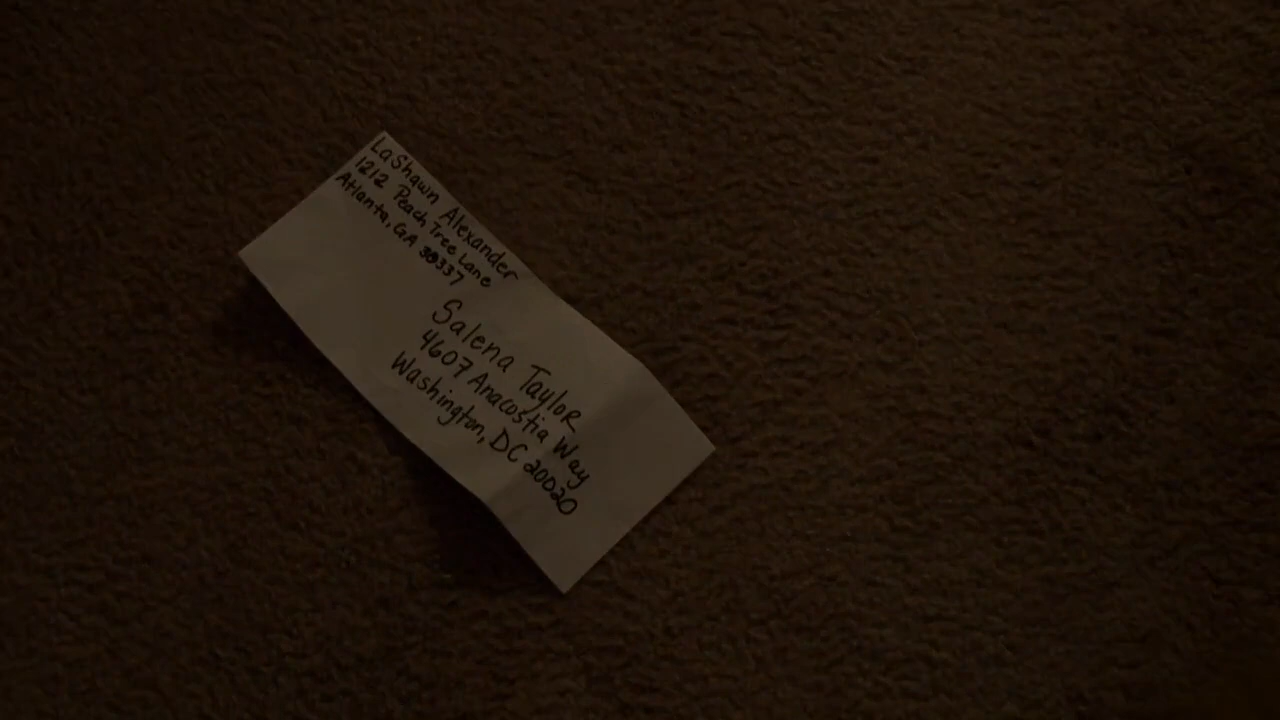 LaShawn Alexander
1212 Peach Tree Lane
Atlanta, GA 30337
Salena Taylor
4607 Anacostia Way
Washington, DC 20020